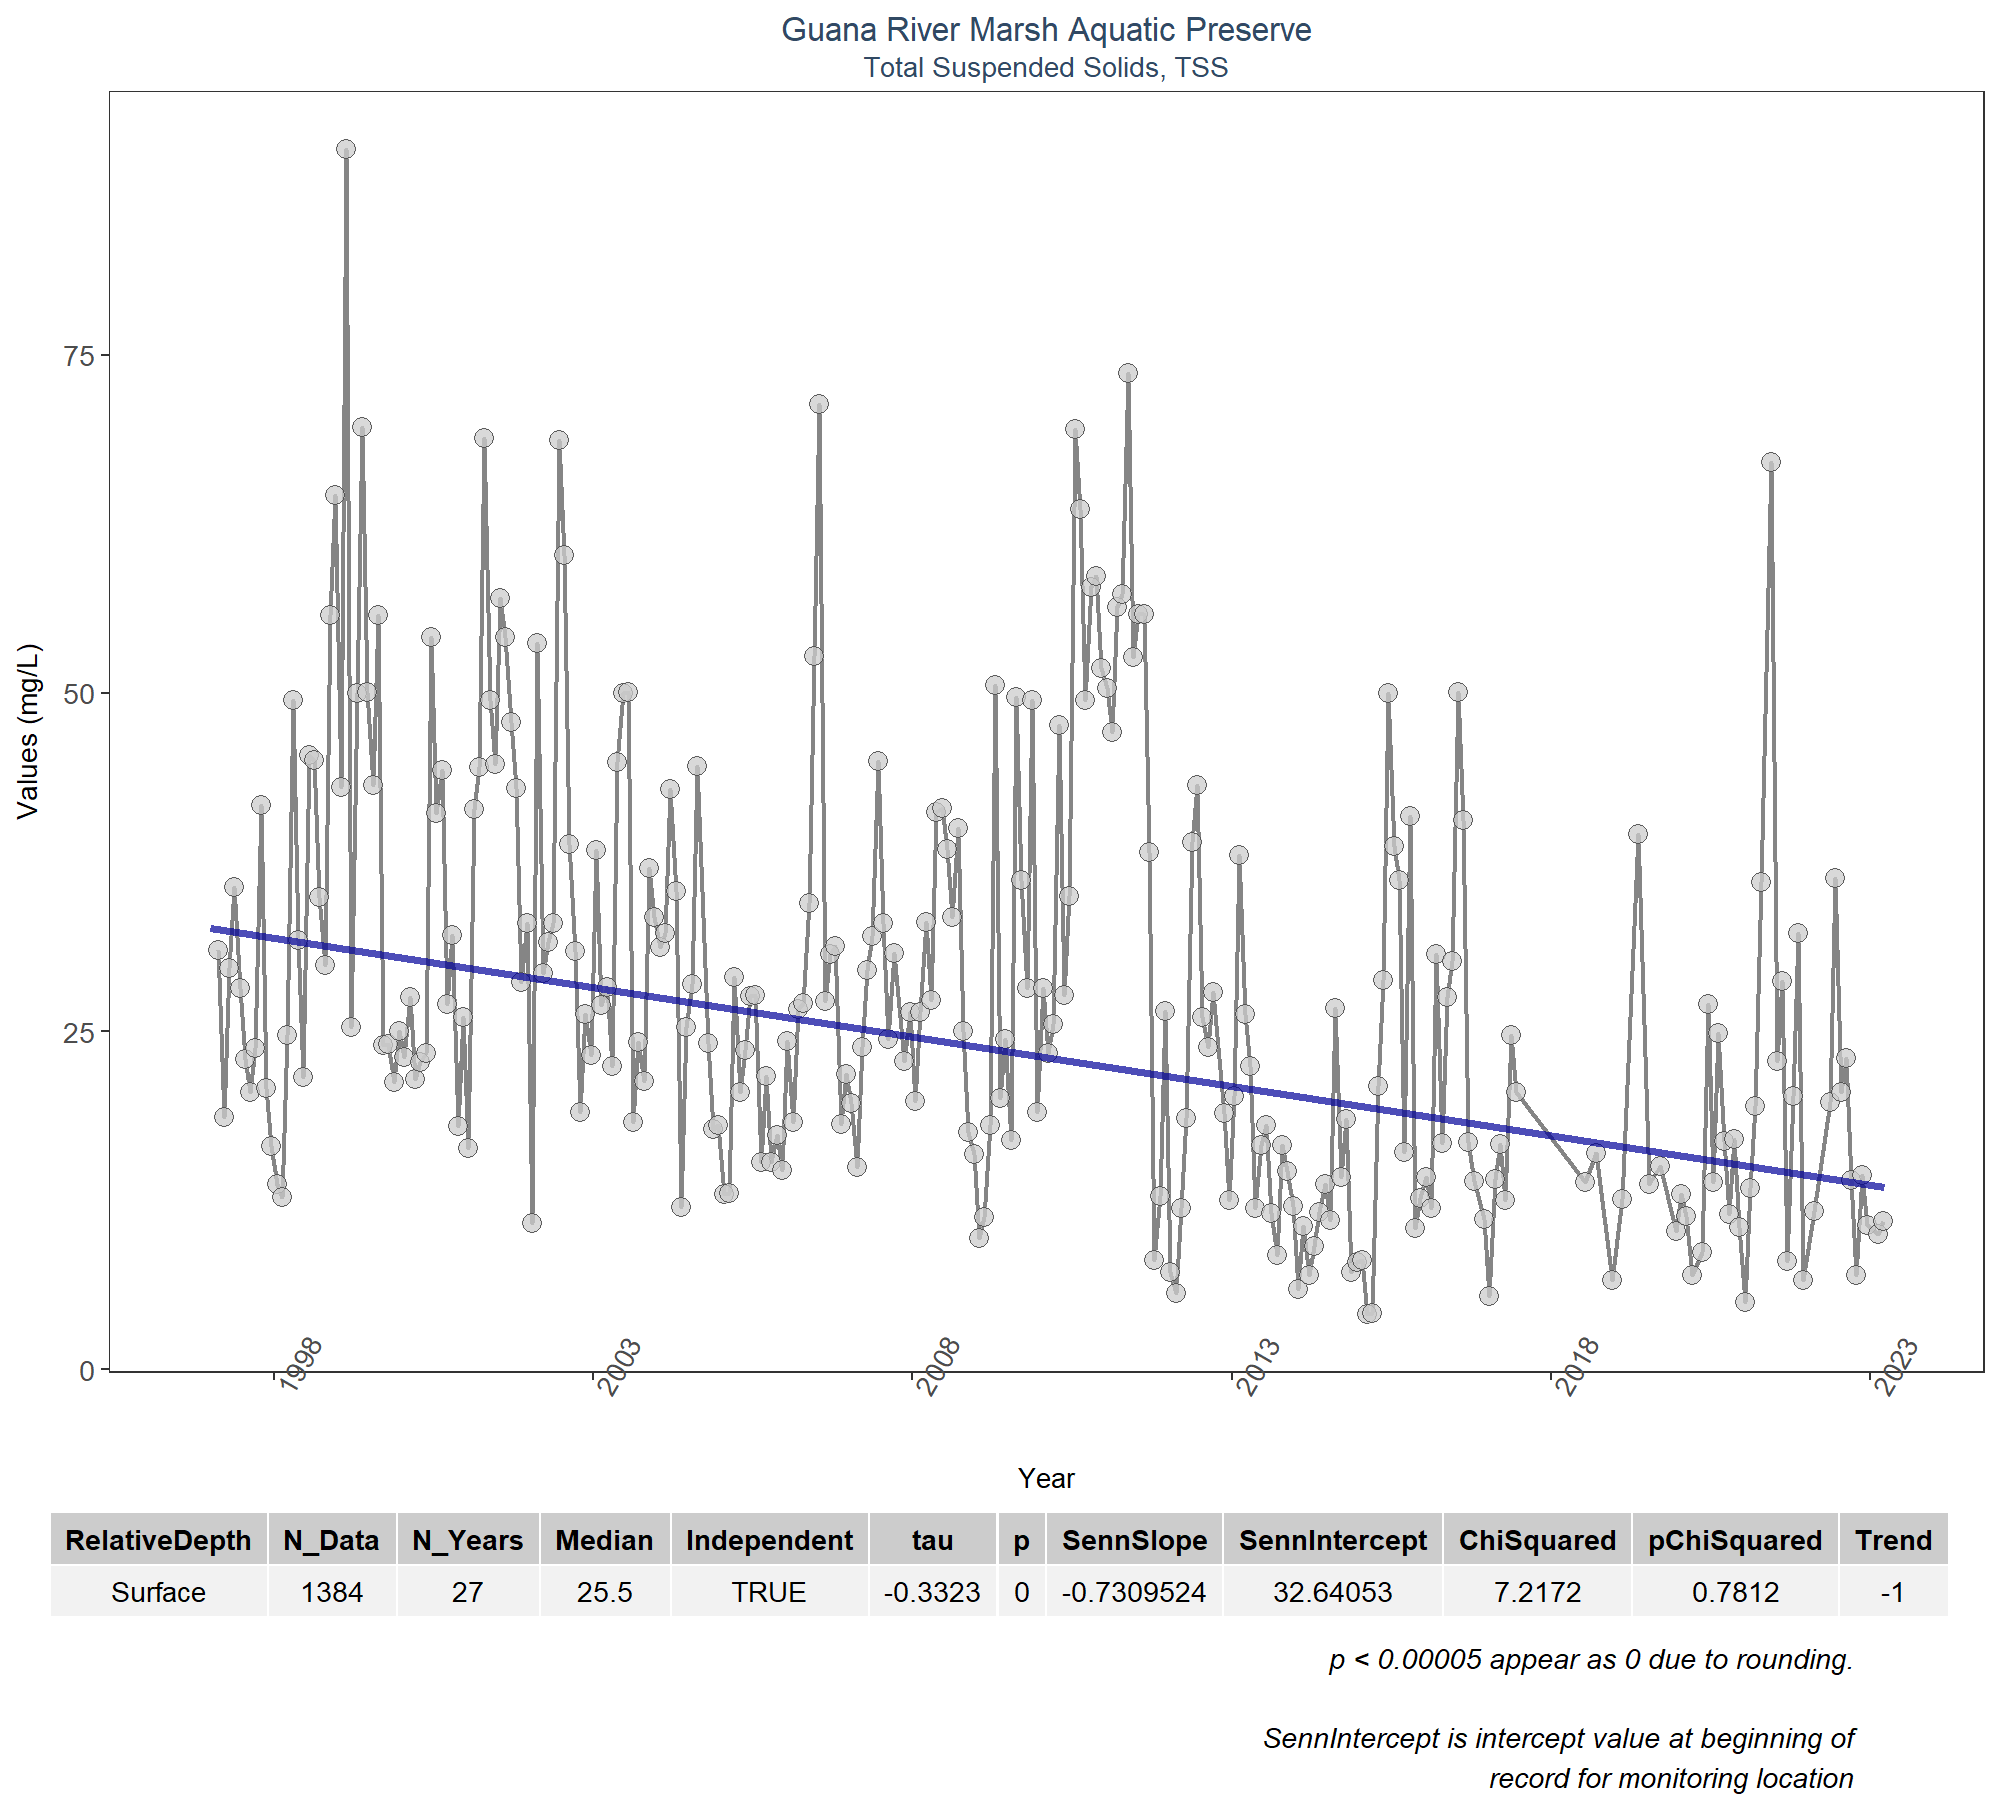 Guana River Marsh Aquatic Preserve
Total Suspended Solids, TSS
Values (mg/L)
75
50
25
0
1998 2003 2008 2013 2018 2023
Year
RelativeDepth N_Data N_Years Median Independent tau p SennSlope SennIntercept ChiSquared pChiSquared Trend
Surface 1384 27 25.5 TRUE -0.3323 0 -0.7309524 32.64053 7.2172 0.7812 -1
p < 0.00005 appear as 0 due to rounding.
SennIntercept is intercept value at beginning of
record for monitoring location